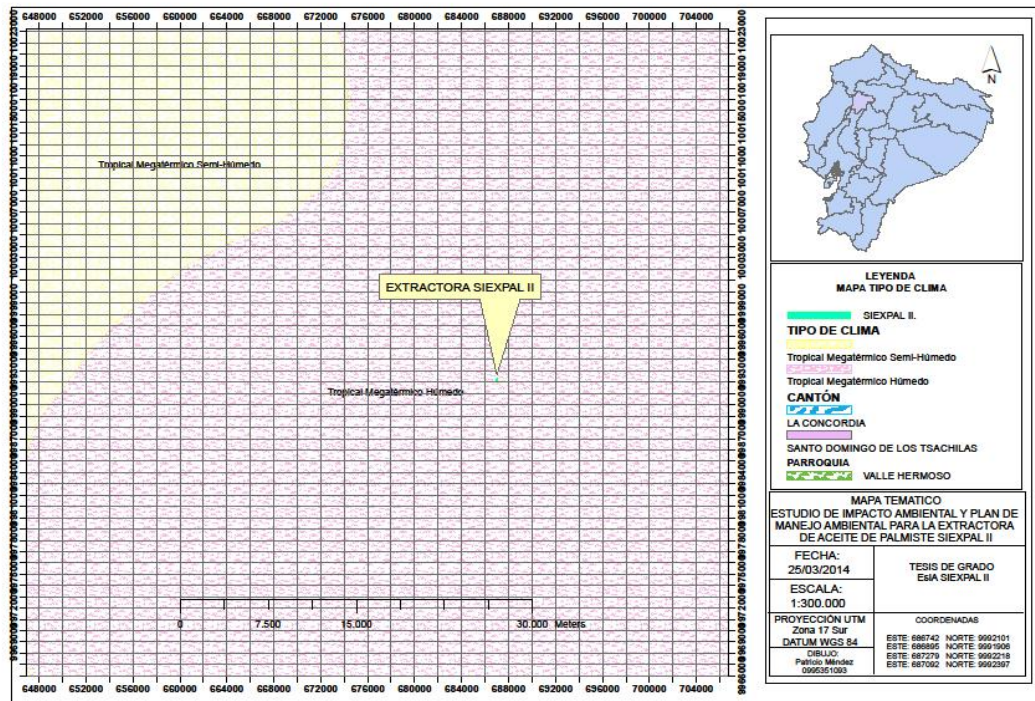 648000 652000 656000 660000 664000 668000 672000 676000 680000 684000 688000 692000 696000 700000 704000
Tropical Megatérmico Semi-Húmedo
EXTRACTORA SIEXPAL II
Tropical Megatérmico Húmedo
0 7.500 15.000 30.000 Meters
648000 652000 656000 660000 664000 668000 672000 676000 680000 684000 688000 692000 696000 700000 704000
N
LEYENDA
MAPA TIPO DE CLIMA
SIEXPAL II.
TIPO DE CLIMA
Tropical Megatérmico Semi-Húmedo
Tropical Megatérmico Húmedo
CANTÓN
LA CONCORDIA
SANTO DOMINGO DE LOS TSACHILAS
PARROQUIA
VALLE HERMOSO
MAPA TEMATICO
ESTUDIO DE IMPACTO AMBIENTAL Y PLAN DE
MANEJO AMBIENTAL PARA LA EXTRACTORA
DE ACEITE DE PALMISTE SIEXPAL II
FECHA:
25/03/2014
ESCALA:
1:300.000
TESIS DE GRADO
EsIA SIEXPAL II
PROYECCIÓN UTM
Zona 17 Sur
DATUM WGS 84
DIBUJO:
Patricio Méndez
0995351093
COORDENADAS
ESTE: 686742 NORTE: 9992101
ESTE: 686895 NORTE: 9991906
ESTE: 687279 NORTE: 9992218
ESTE: 687092 NORTE: 9992397